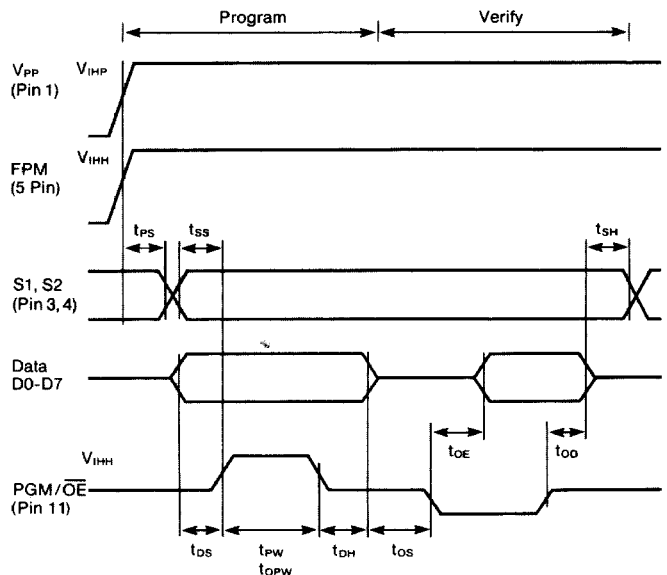 Program
Verify
VPP
(Pin 1)
VIHP
FPM
(5 Pin)
VIHH
tPS
tSS
tSH
S1, S2
(Pin 3, 4)
Data
D0-D7
tOE
tOD
VIHH
PGM/OE
(Pin 11)
tDS
tPW
tOPW
tDH
tOS